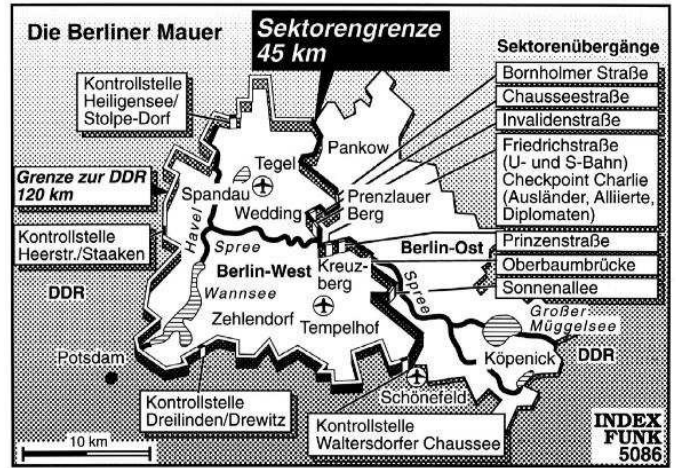 Die Berliner Mauer
Sektorengrenze
45 km
Sektorenübergänge
Bornholmer Straße
Chausseestraße
Invalidenstraße
Friedrichstraße
(U- und S-Bahn)
Checkpoint Charlie
(Ausländer, Alliierte,
Diplomaten)
Prinzenstraße
Oberbaumbrücke
Sonnenallee
Kontrollstelle
Heiligensee/
Stolpe-Dorf
Grenze zur DDR
120 km
Kontrollstelle
Heerstr./Staaken
DDR
Pankow
Tegel
Spandau
Wedding
Prenzlauer
Berg
Havel
Spree
Berlin-West
Kreuz-
berg
Berlin-Ost
Spree
Wannsee
Zehlendorf
Tempelhof
Großer
Müggelsee
Köpenick
DDR
Potsdam
Schönefeld
Kontrollstelle
Dreilinden/Drewitz
Kontrollstelle
Waltersdorfer Chaussee
10 km
INDEX
FUNK
5086